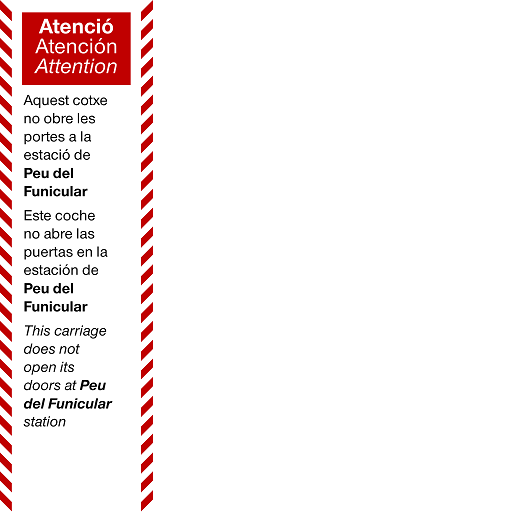 Atenció
Atención
Attention
Aquest cotxe
no obre les
portes a la
estació de
Peu del
Funicular
Este coche
no abre las
puertas en la
estación de
Peu del
Funicular
This carriage
does not
open its
doors at Peu
del Funicular
station